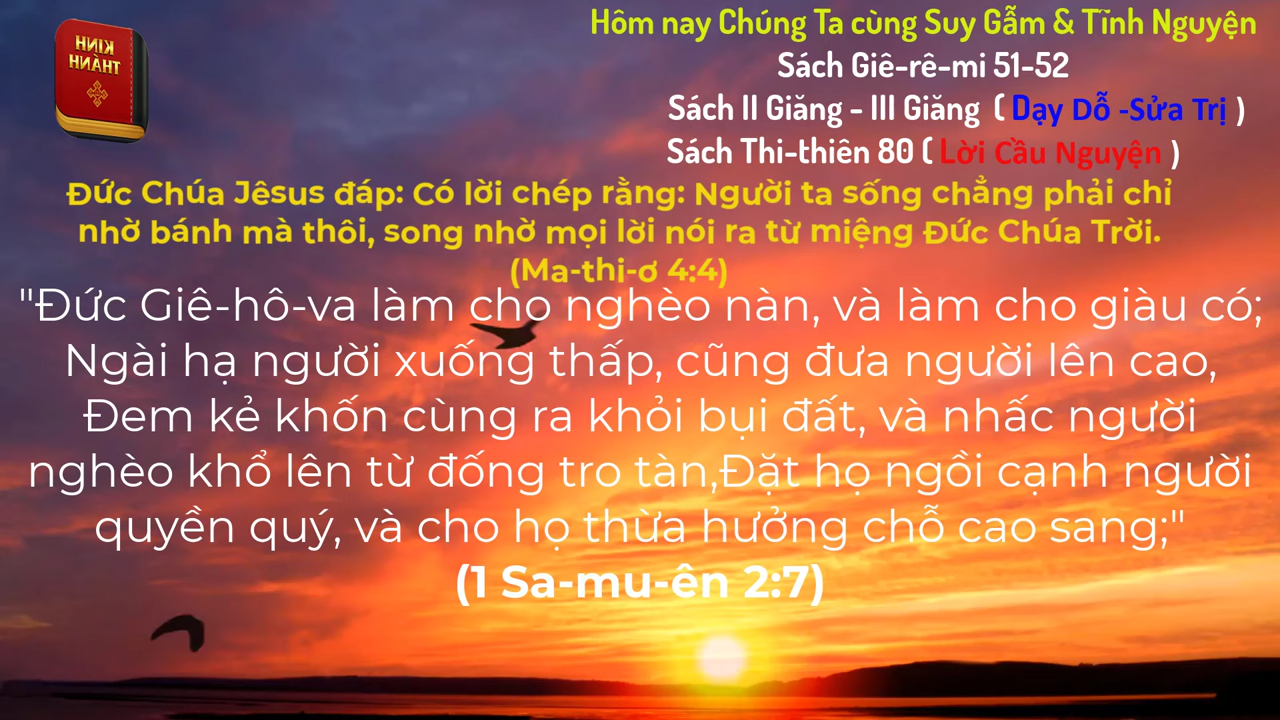 KINH
THÁNH
Hôm nay Chúng Ta cùng Suy Gẫm & Tĩnh Nguyện
Sách Giê-rê-mi 51-52
Sách II Giăng - III Giăng ( Dạy Dỗ -Sửa Trị )
Sách Thi-thiên 80 ( Lời Cầu Nguyện )
Đức Chúa Jêsus đáp: Có lời chép rằng: Người ta sống chẳng phải chỉ
nhờ bánh mà thôi, song nhờ mọi lời nói ra từ miệng Đức Chúa Trời.
(Ma-thi-ơ 4:4)
"Đức Giê-hô-va làm cho nghèo nàn, và làm cho giàu có;
Ngài hạ người xuống thấp, cũng đưa người lên cao,
Đem kẻ khốn cùng ra khỏi bụi đất, và nhấc người
nghèo khổ lên từ đống tro tàn,Đặt họ ngồi cạnh người
quyền quý, và cho họ thừa hưởng chỗ cao sang;"
(1 Sa-mu-ên 2:7)